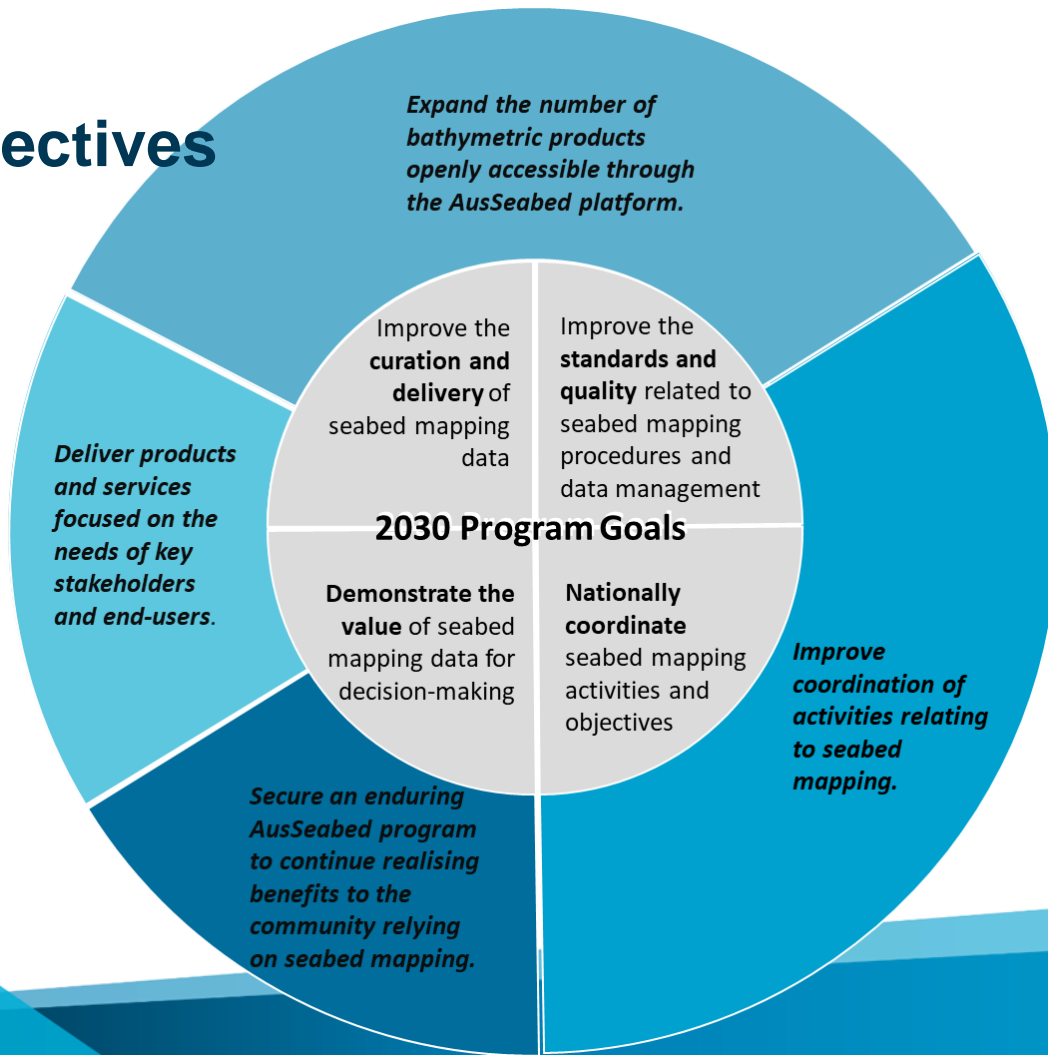 ectives
Expand the number of
bathymetric products
openly accessible through
the AusSeabed platform.
Improve the
curation and
delivery of
seabed mapping
data
Improve the
standards and
quality related to
seabed mapping
procedures and
data management
Deliver products
and services
focused on the
needs of key
stakeholders
and end-users.
2030 Program Goals
Demonstrate the
value of seabed
mapping data for
decision-making
Nationally
coordinate
seabed mapping
activities and
objectives
Improve
coordination of
activities relating
to seabed
mapping.
Secure an enduring
AusSeabed program
to continue realising
benefits to the
community relying
on seabed mapping.